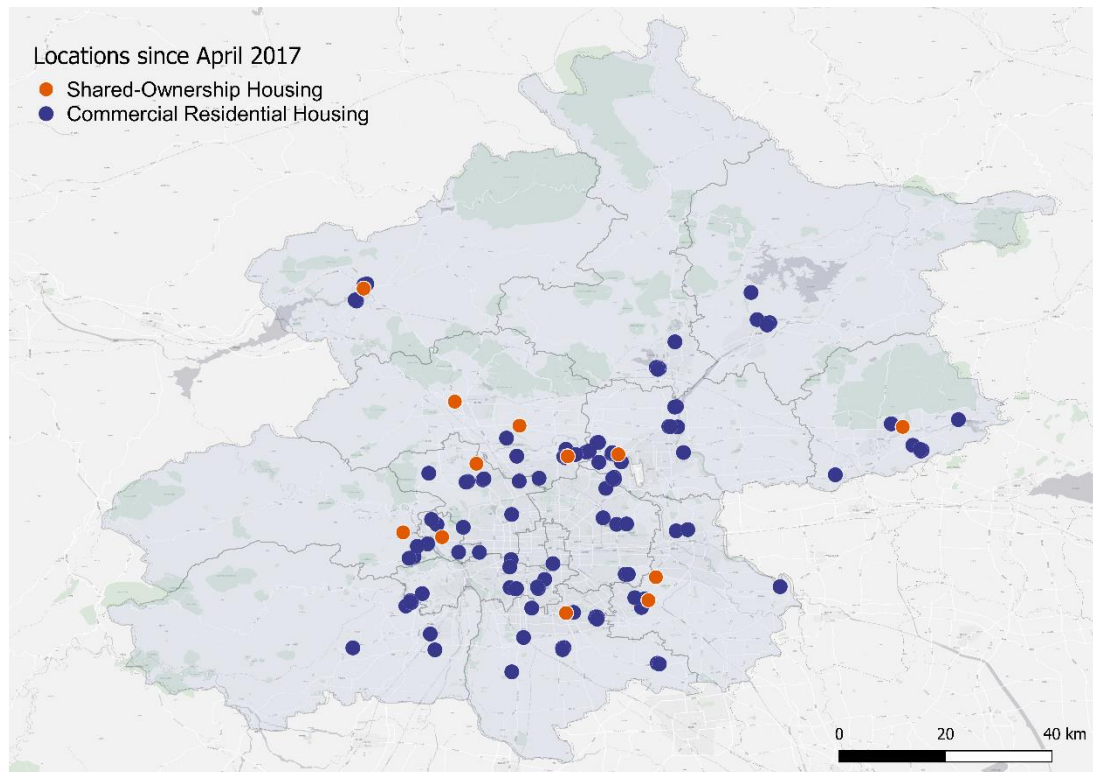 Locations since April 2017
Shared-Ownership Housing
Commercial Residential Housing
0 20 40 km